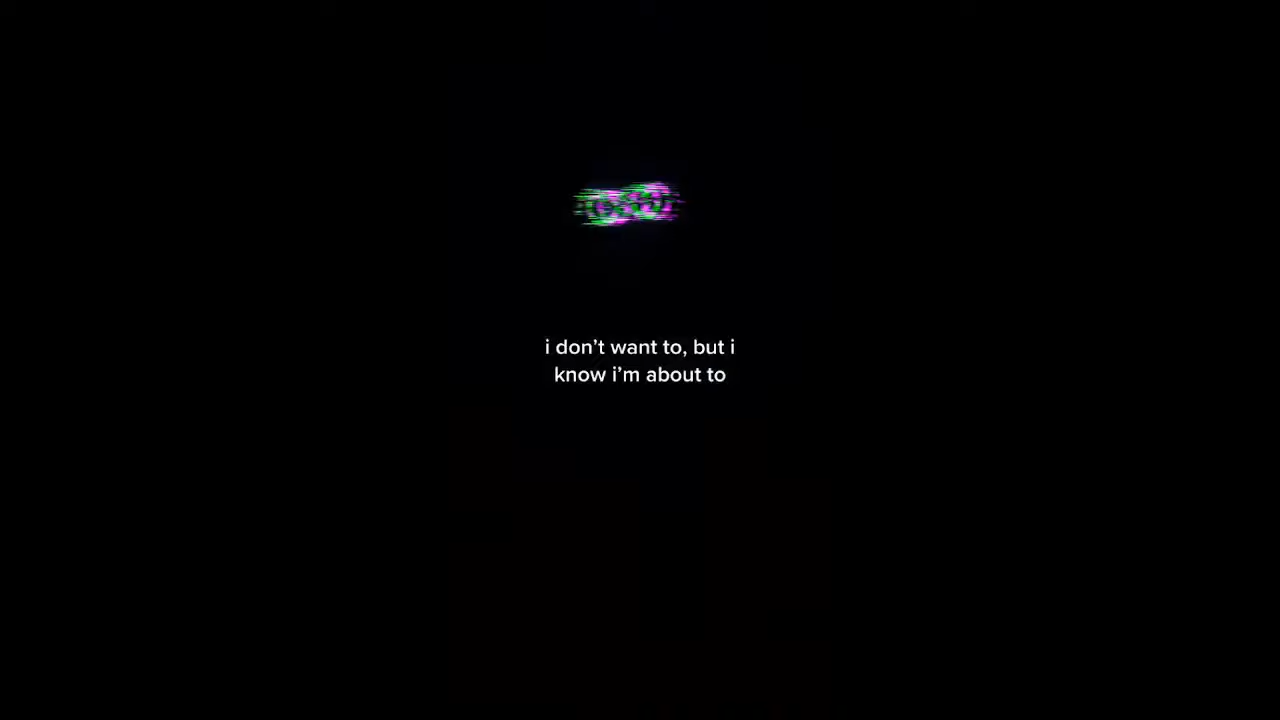 i don’t want to, but i
know i’m about to